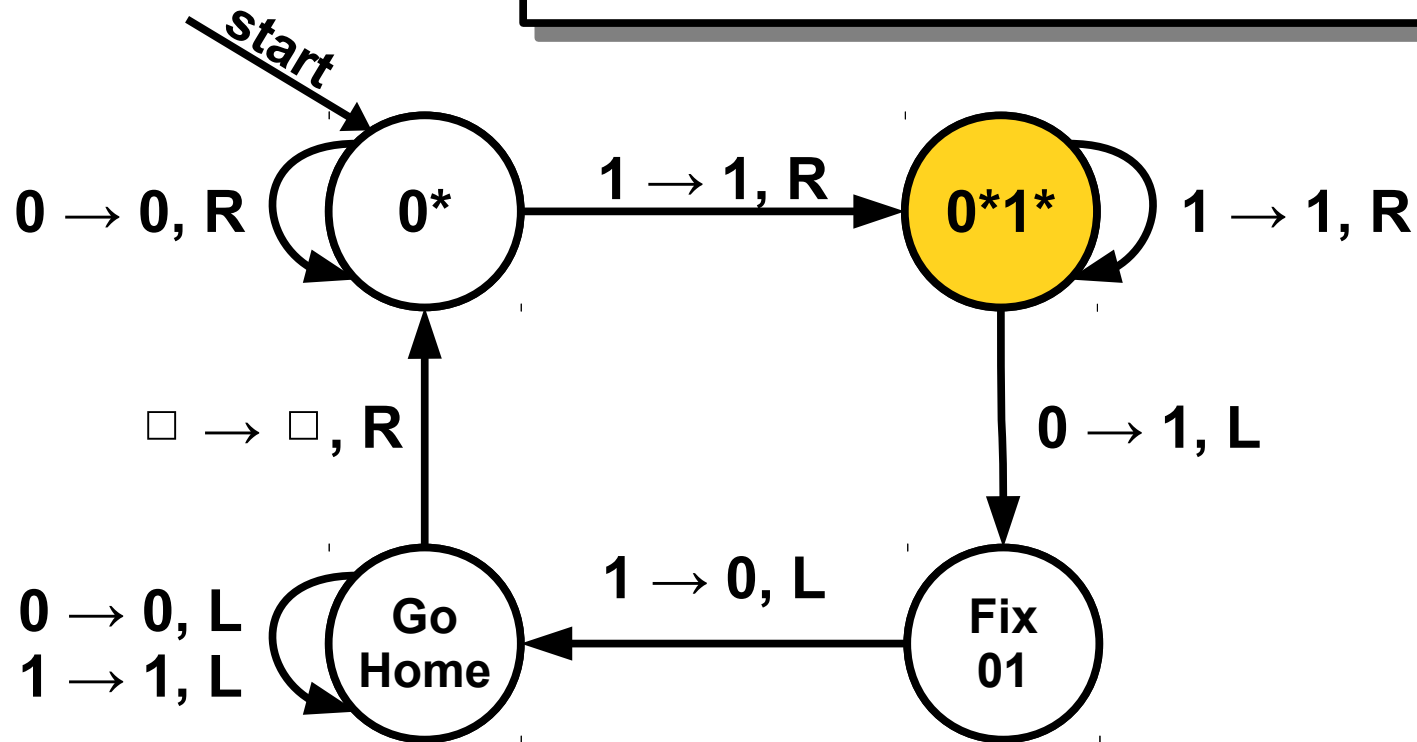 start
0 → 0, R
0*
1 → 1, R
0*1*
1 → 1, R
□ → □, R
0 → 1, L
0 → 0, L
1 → 1, L
Go
Home
1 → 0, L
Fix
01